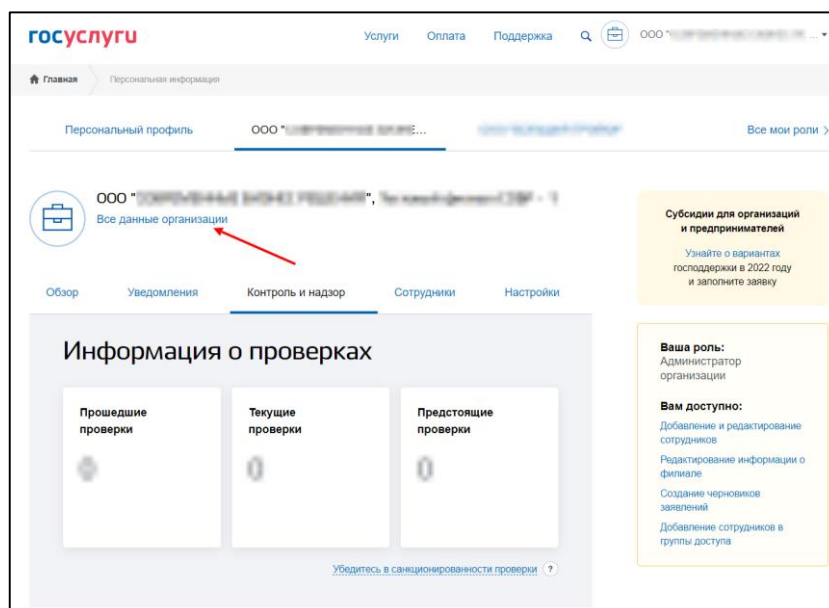 госуслуги
Услуги Оплата Поддержка ООО " ... 
Главная Персональная информация
Персональный профиль ООО " ... Все мои роли
ООО " ",
Все данные организации
Обзор Уведомления Контроль и надзор Сотрудники Настройки
Информация о проверках
Прошедшие
проверки
Текущие
проверки
0
Предстоящие
проверки
0
Убедитесь в санкционированности проверки ?
Субсидии для организаций
и предпринимателей
Узнайте о вариантах
господдержки в 2022 году
и заполните заявку
Ваша роль:
Администратор
организации
Вам доступно:
Добавление и редактирование
сотрудников
Редактирование информации о
филиале
Создание черновиков
заявлений
Добавление сотрудников в
группы доступа